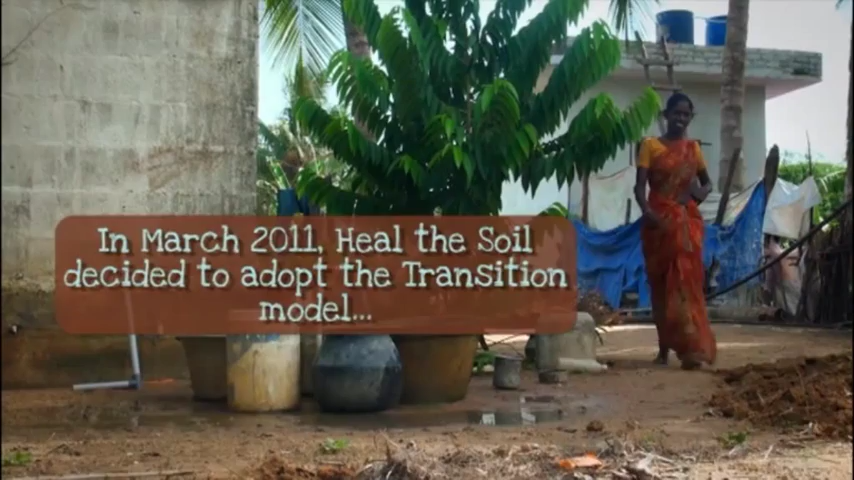 In March 2011, Heal the Soil
decided to adopt the Transition
model...